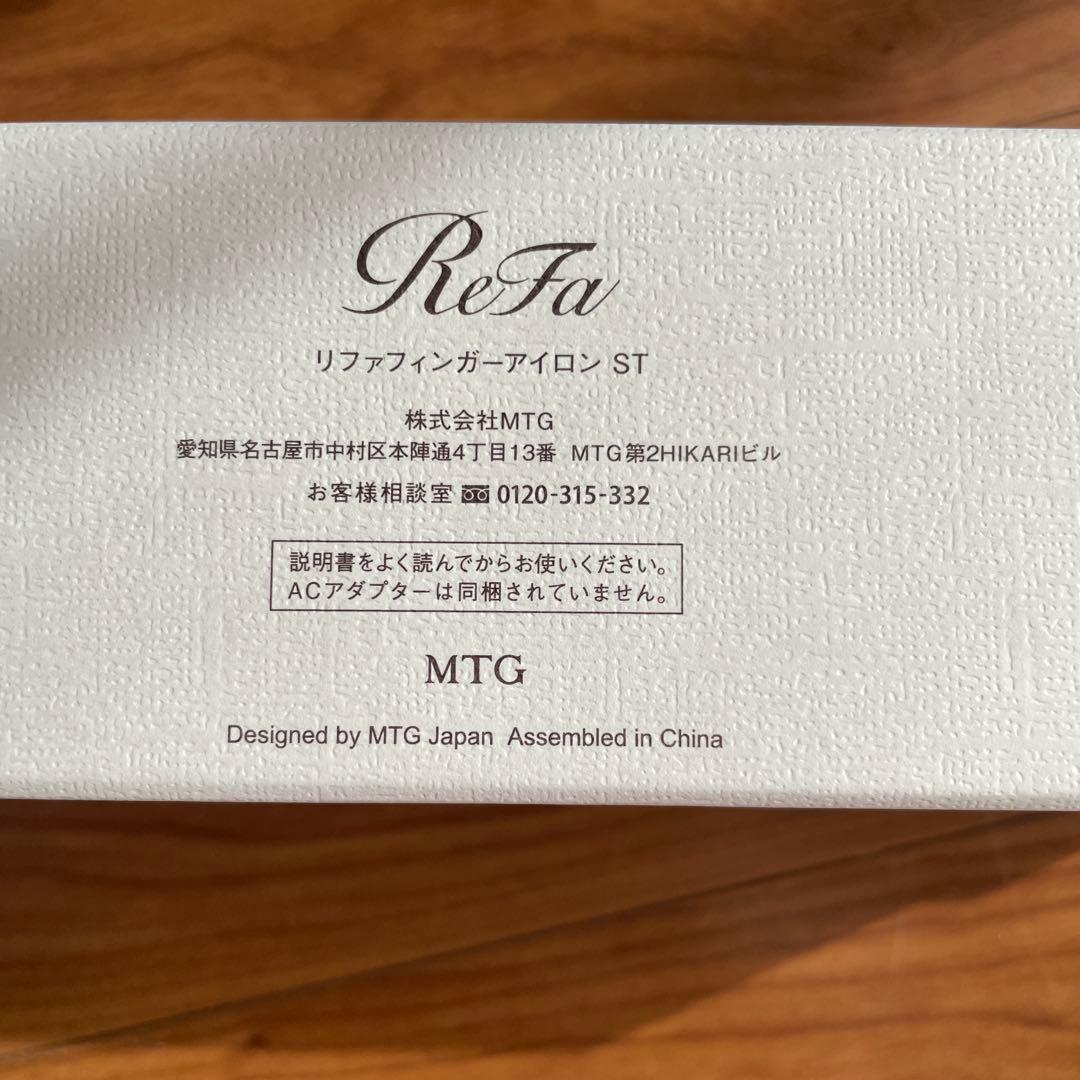 ReFa
リファフィンガーアイロン ST
株式会社MTG
愛知県名古屋市中村区本陣通4丁目13番 MTG第2HIKARIビル
お客様相談室 0120-315-332
説明書をよく読んでからお使いください。
ACアダプターは同梱されていません。
MTG
Designed by MTG Japan Assembled in China